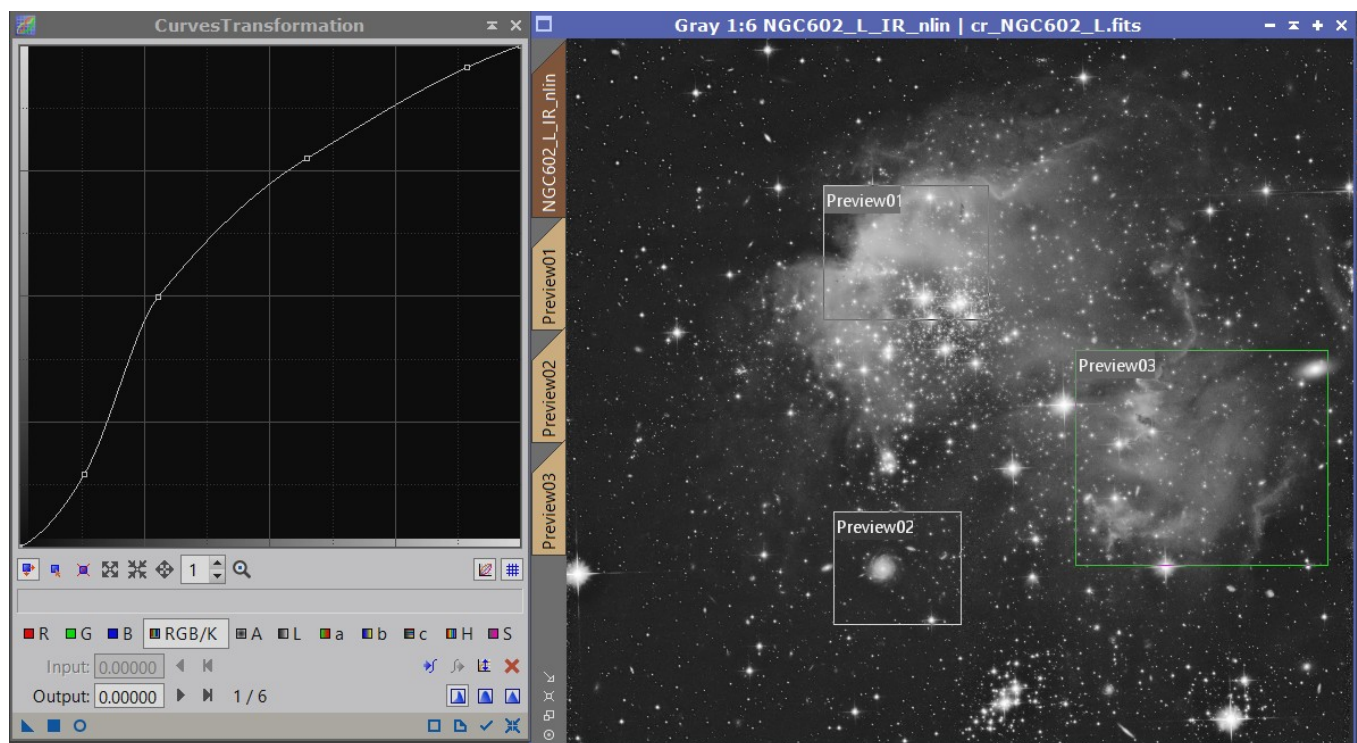 CurvesTransformation
1
R G B RGB/K A L a b c H S
Input: 0.00000
Output: 0.00000 1 / 6
Gray 1:6 NGC602_L_IR_nlin | cr_NGC602_L.fits
NGC602_L_IR_nlin
Preview01
Preview02
Preview03
Preview01
Preview03
Preview02